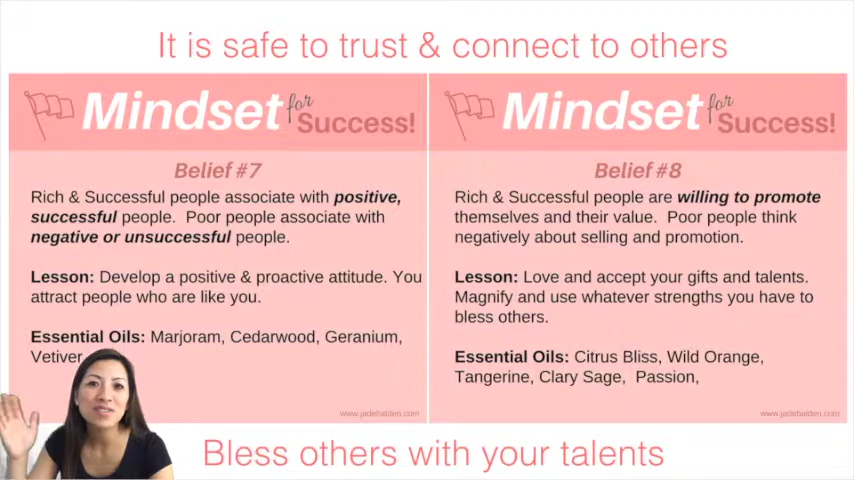 It is safe to trust & connect to others
Mindset for Success!
Belief #7
Rich & Successful people associate with positive,
successful people. Poor people associate with
negative or unsuccessful people.
Lesson: Develop a positive & proactive attitude. You
attract people who are like you.
Essential Oils: Marjoram, Cedarwood, Geranium,
Vetiver
www.jadebalden.com
Mindset for Success!
Belief #8
Rich & Successful people are willing to promote
themselves and their value. Poor people think
negatively about selling and promotion.
Lesson: Love and accept your gifts and talents.
Magnify and use whatever strengths you have to
bless others.
Essential Oils: Citrus Bliss, Wild Orange,
Tangerine, Clary Sage, Passion,
www.jadebalden.com
Bless others with your talents